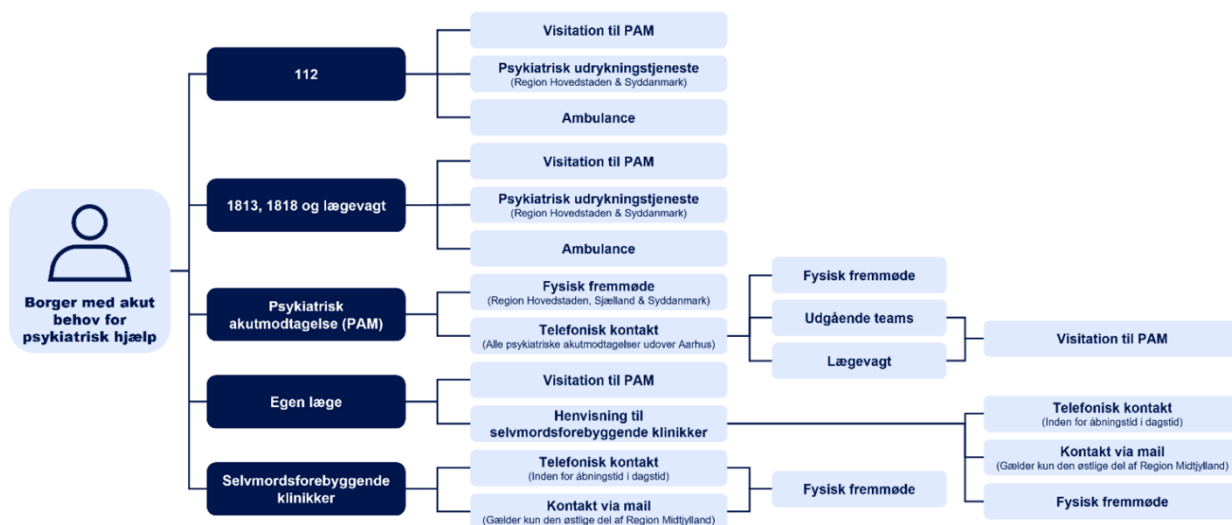 Borger med akut
behov for
psykiatrisk hjælp
112
Visitation til PAM
Psykiatrisk udrykningstjeneste
(Region Hovedstaden & Syddanmark)
Ambulance
1813, 1818 og lægevagt
Visitation til PAM
Psykiatrisk udrykningstjeneste
(Region Hovedstaden & Syddanmark)
Ambulance
Psykiatrisk
akutmodtagelse (PAM)
Fysisk fremmøde
(Region Hovedstaden, Sjælland & Syddanmark)
Telefonisk kontakt
(Alle psykiatriske akutmodtagelser udover Aarhus)
Fysisk fremmøde
Udgående teams
Lægevagt
Visitation til PAM
Egen læge
Visitation til PAM
Henvisning til
selvmordsforebyggende klinikker
Telefonisk kontakt
(Inden for åbningstid i dagstid)
Kontakt via mail
(Gælder kun den østlige del af Region Midtjylland)
Fysisk fremmøde
Selvmordsforebyggende
klinikker
Telefonisk kontakt
(Inden for åbningstid i dagstid)
Kontakt via mail
(Gælder kun den østlige del af Region Midtjylland)
Fysisk fremmøde